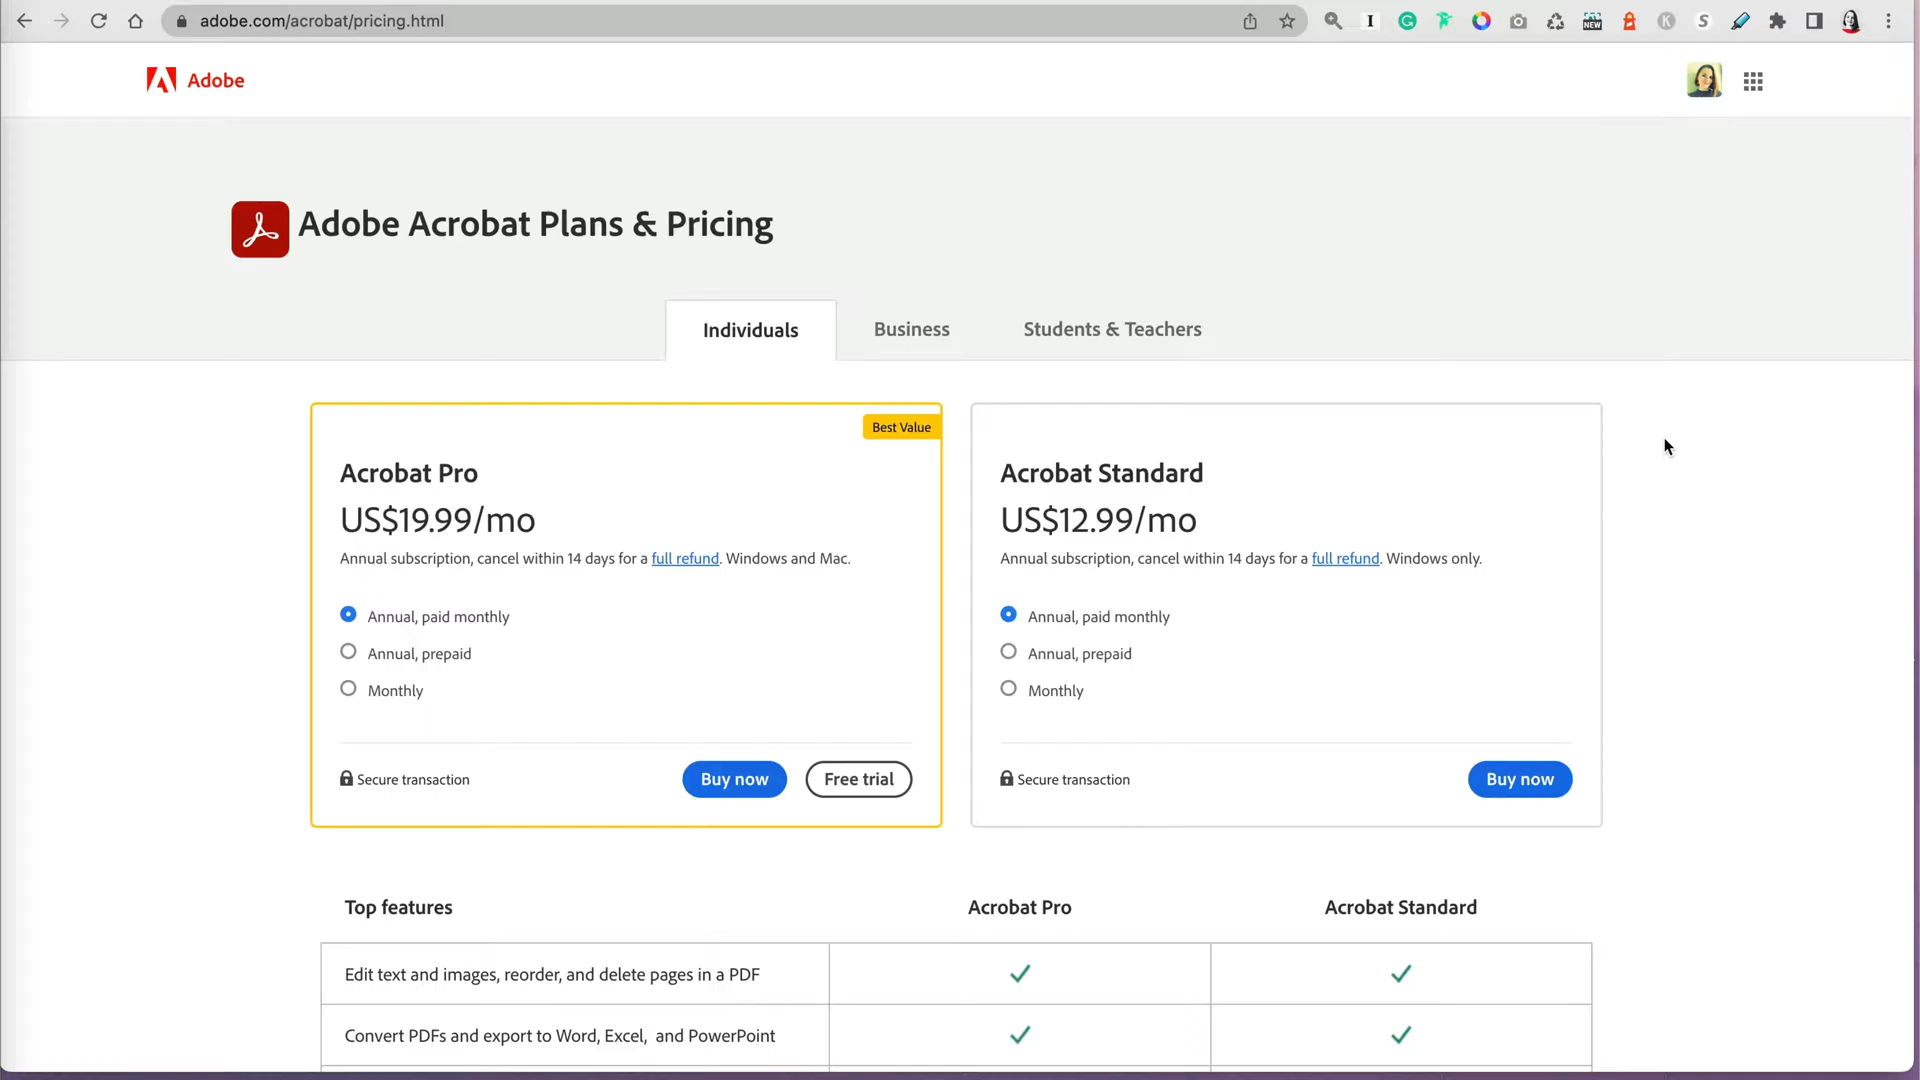 adobe.com/acrobat/pricing.html
NEW
Adobe
Adobe Acrobat Plans & Pricing
Individuals
Business
Students & Teachers
Best Value
Acrobat Pro
US$19.99/mo
Annual subscription, cancel within 14 days for a full refund. Windows and Mac.
Annual, paid monthly
Annual, prepaid
Monthly
Secure transaction
Buy now
Free trial
Acrobat Standard
US$12.99/mo
Annual subscription, cancel within 14 days for a full refund. Windows only.
Annual, paid monthly
Annual, prepaid
Monthly
Secure transaction
Buy now
Top features
Acrobat Pro
Acrobat Standard
Edit text and images, reorder, and delete pages in a PDF
Convert PDFs and export to Word, Excel, and PowerPoint